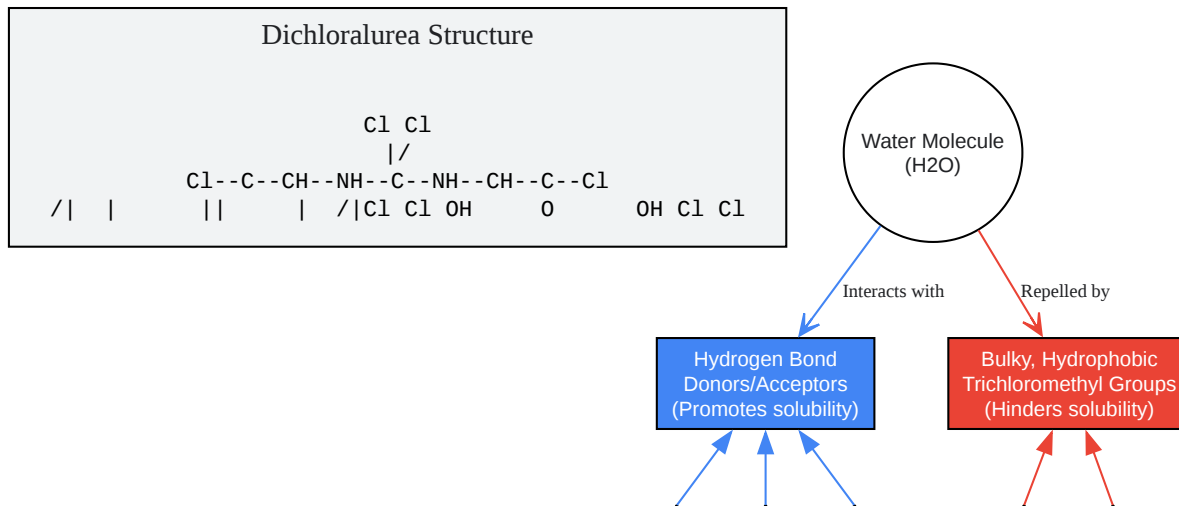 Dichloralurea Structure
Cl Cl
|/
Cl--C--CH--NH--C--NH--CH--C--Cl
/|  |      ||     |  /|Cl Cl OH     O      OH Cl Cl
Water Molecule
(H2O)
Interacts with
Repelled by
Hydrogen Bond
Donors/Acceptors
(Promotes solubility)
Bulky, Hydrophobic
Trichloromethyl Groups
(Hinders solubility)